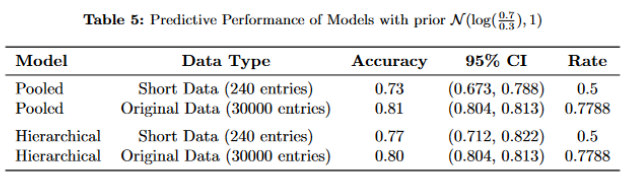 Table 5: Predictive Performance of Models with prior 𝒩(log(0.7/0.3), 1)
Model Data Type Accuracy 95% CI Rate
Pooled Short Data (240 entries) 0.73 (0.673, 0.788) 0.5
Pooled Original Data (30000 entries) 0.81 (0.804, 0.813) 0.7788
Hierarchical Short Data (240 entries) 0.77 (0.712, 0.822) 0.5
Hierarchical Original Data (30000 entries) 0.80 (0.804, 0.813) 0.7788